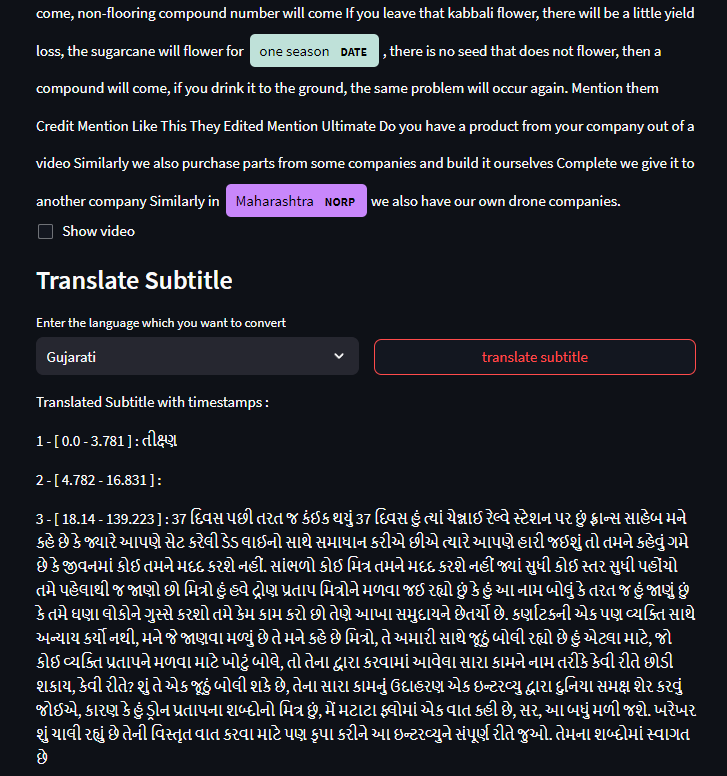 come, non-flooring compound number will come If you leave that kabbali flower, there will be a little yield
loss, the sugarcane will flower for one season DATE , there is no seed that does not flower, then a
compound will come, if you drink it to the ground, the same problem will occur again. Mention them
Credit Mention Like This They Edited Mention Ultimate Do you have a product from your company out of a
video Similarly we also purchase parts from some companies and build it ourselves Complete we give it to
another company Similarly in Maharashtra NORP we also have our own drone companies.
Show video
Translate Subtitle
Enter the language which you want to convert
Gujarati
translate subtitle
Translated Subtitle with timestamps :
1 - [ 0.0 - 3.781 ] : તીક્ષ્ણ
2 - [ 4.782 - 16.831 ] :
3 - [ 18.14 - 139.223 ] : 37 દિવસ પછી તરત જ કંઈક થયું 37 દિવસ હું ત્યાં ચેન્નાઈ રેલ્વે સ્ટેશન પર છું ફ્રાન્સ સાહેબ મને
કહે છે કે જ્યારે આપણે સેટ કરેલી ડેડ લાઇનો સાથે સમાધાન કરીએ છીએ ત્યારે આપણે હારી જઈશું તો તમને કહેવું ગમે
છે કે જીવનમાં કોઈ તમને મદદ કરશે નહીં. સાંભળો કોઈ મિત્ર તમને મદદ કરશે નહીં જ્યાં સુધી કોઈ સ્તર સુધી પહોંચો
તમે પહેલાથી જ જાણો છો મિત્રો હું હવે દ્રોણ પ્રતાપ મિત્રોને મળવા જઈ રહ્યો છું કે હું આ નામ બોલું કે તરત જ હું જાણું છું
કે તમે ઘણા લોકોને ગુસ્સે કરશો તમે કેમ કામ કરો છો તેણે આખા સમુદાયને છેતર્યો છે. કર્ણાટકની એક પણ વ્યક્તિ સાથે
અન્યાય કર્યો નથી, મને જે જાણવા મળ્યું છે તે મને કહે છે મિત્રો, તે અમારી સાથે જૂઠું બોલી રહ્યો છે હું એટલા માટે, જો
કોઈ વ્યક્તિ પ્રતાપને મળવા માટે ખોટું બોલે, તો તેના દ્વારા કરવામાં આવેલા સારા કામને નામ તરીકે કેવી રીતે છોડી
શકાય, કેવી રીતે? શું તે એક જૂઠું બોલી શકે છે, તેના સારા કામનું ઉદાહરણ એક ઇન્ટરવ્યુ દ્વારા દુનિયા સમક્ષ શેર કરવું
જોઈએ, કારણ કે હું ડ્રોન પ્રતાપના શબ્દોનો મિત્ર છું, મેં મટાટા ફ્લોમાં એક વાત કહી છે, સર, આ બધું મળી જશે. ખરેખર
શું ચાલી રહ્યું છે તેની વિસ્તૃત વાત કરવા માટે પણ કૃપા કરીને આ ઇન્ટરવ્યુને સંપૂર્ણ રીતે જુઓ. તેમના શબ્દોમાં સ્વાગત
છે